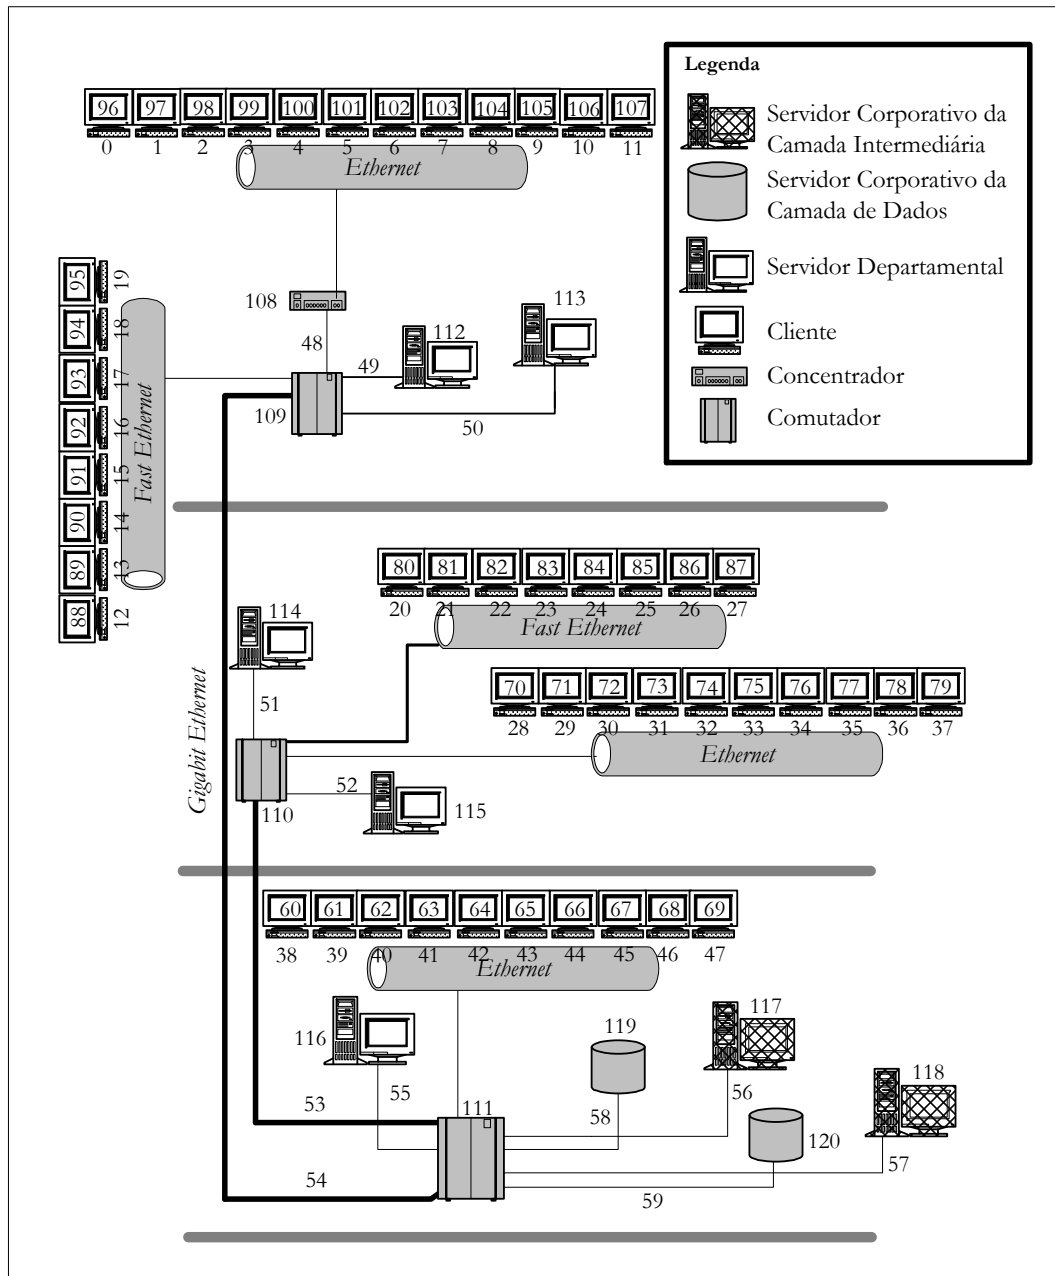 Legenda
Servidor Corporativo da
Camada Intermediária
Servidor Corporativo da
Camada de Dados
Servidor Departamental
Cliente
Concentrador
Comutador
96 97 98 99 100 101 102 103 104 105 106 107
0 1 2 3 4 5 6 7 8 9 10 11
Ethernet
108
48
112
113
49
50
109
95 94 93 92 91 90 89 88
19 18 17 16 15 14 13 12
Fast Ethernet
80 81 82 83 84 85 86 87
20 21 22 23 24 25 26 27
Fast Ethernet
114
51
Gigabit Ethernet
70 71 72 73 74 75 76 77 78 79
28 29 30 31 32 33 34 35 36 37
Ethernet
110
52
115
60 61 62 63 64 65 66 67 68 69
38 39 40 41 42 43 44 45 46 47
Ethernet
116
119
117
118
53
55
111
58
56
120
57
54
59